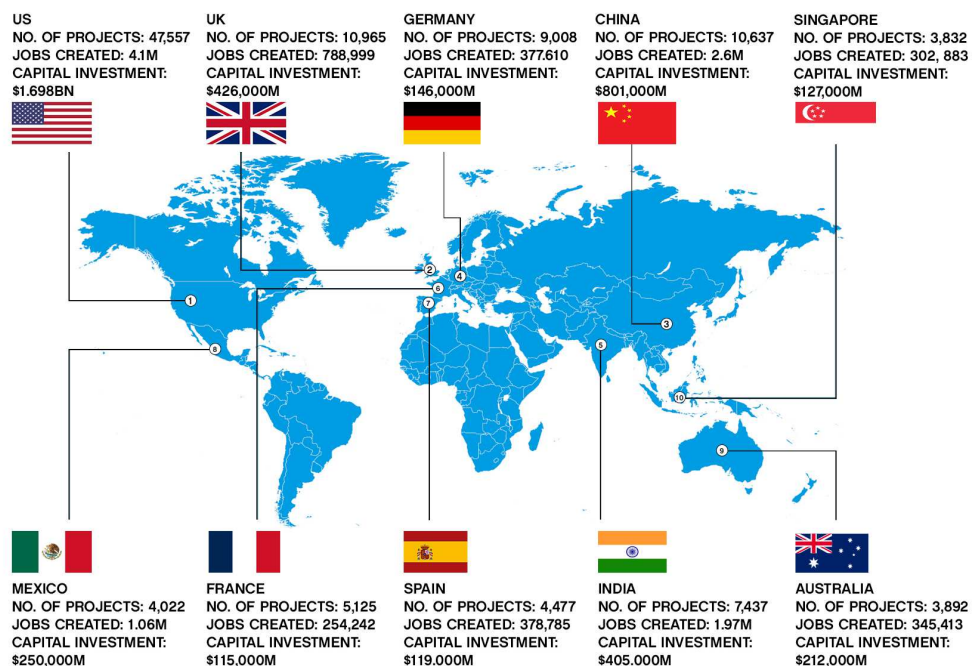 US
NO. OF PROJECTS: 47,557
JOBS CREATED: 4.1M
CAPITAL INVESTMENT:
$1.698BN
UK
NO. OF PROJECTS: 10,965
JOBS CREATED: 788,999
CAPITAL INVESTMENT:
$426,000M
GERMANY
NO. OF PROJECTS: 9,008
JOBS CREATED: 377.610
CAPITAL INVESTMENT:
$146,000M
CHINA
NO. OF PROJECTS: 10,637
JOBS CREATED: 2.6M
CAPITAL INVESTMENT:
$801,000M
SINGAPORE
NO. OF PROJECTS: 3,832
JOBS CREATED: 302, 883
CAPITAL INVESTMENT:
$127,000M
1
2
3
4
5
6
7
8
9
10
MEXICO
NO. OF PROJECTS: 4,022
JOBS CREATED: 1.06M
CAPITAL INVESTMENT:
$250,000M
FRANCE
NO. OF PROJECTS: 5,125
JOBS CREATED: 254,242
CAPITAL INVESTMENT:
$115,000M
SPAIN
NO. OF PROJECTS: 4,477
JOBS CREATED: 378,785
CAPITAL INVESTMENT:
$119,000M
INDIA
NO. OF PROJECTS: 7,437
JOBS CREATED: 1.97M
CAPITAL INVESTMENT:
$405,000M
AUSTRALIA
NO. OF PROJECTS: 3,892
JOBS CREATED: 345,413
CAPITAL INVESTMENT:
$212,000M